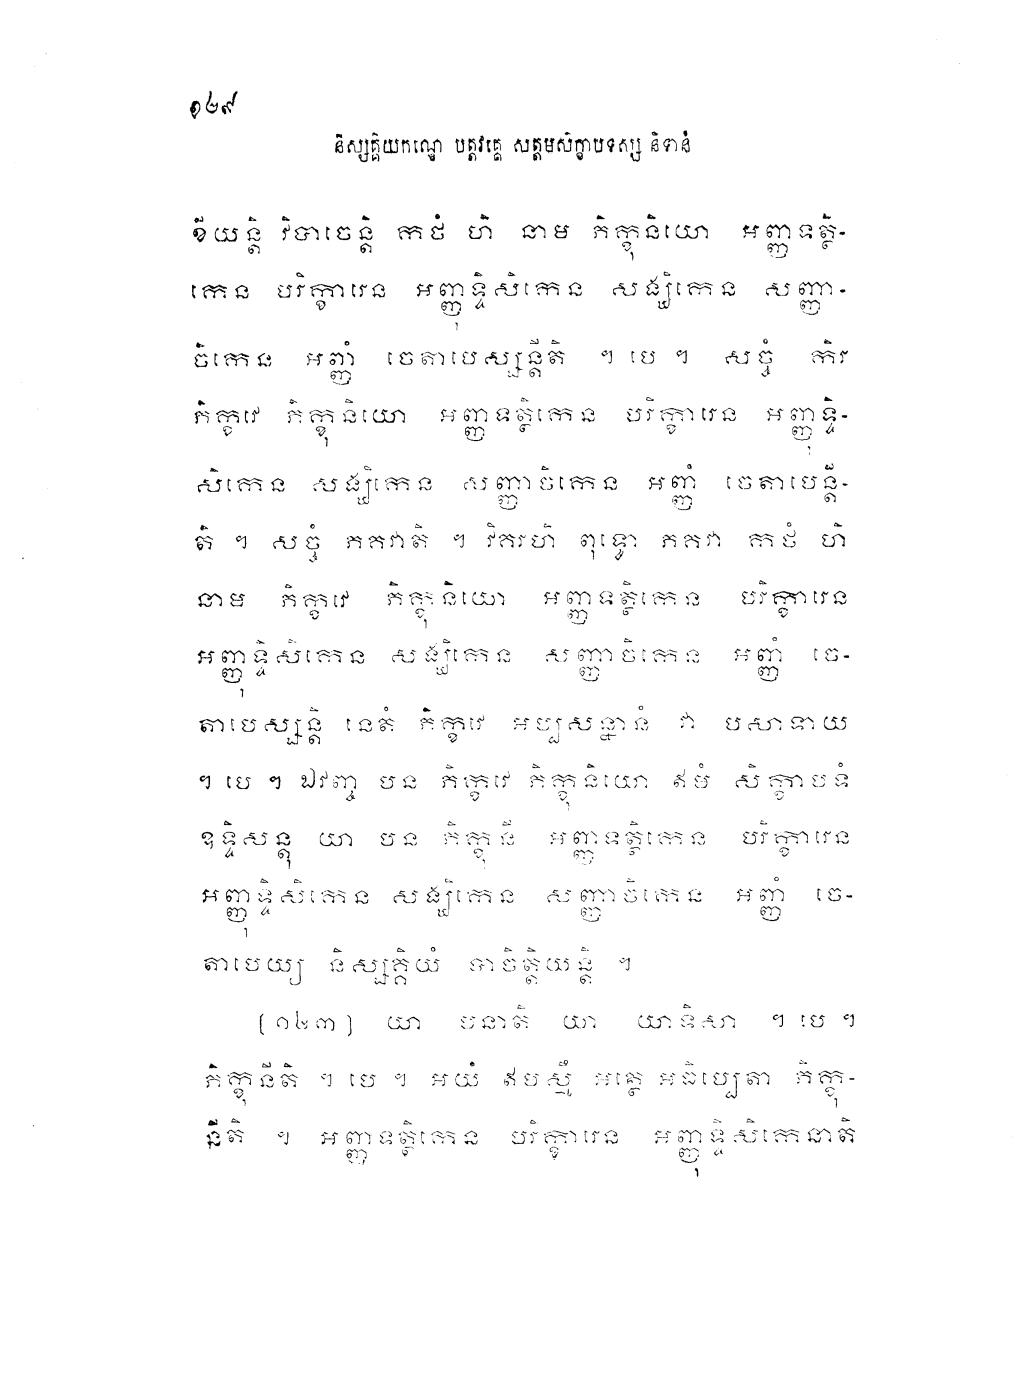 ១៤៩
និស្សគ្គិយកណ្ឌេ បត្តវគ្គេ សត្តមសិក្ខាបទស្ស និទានំ
ខីយន្តិ វិបាចេន្តិ កថំ ហិ នាម ភិក្ខុនិយោ អញ្ញទត្ថិ-
កេន បរិក្ខារេន អញ្ញុទ្ទិសិកេន សង្ឃិកេន សញ្ញា-
ចិកេន អញ្ញំ ចេតាបេស្សន្តីតិ ។ បេ ។ សច្ចំ កិរ
ភិក្ខវេ ភិក្ខុនិយោ អញ្ញទត្ថិកេន បរិក្ខារេន អញ្ញុទ្ទិ-
សិកេន សង្ឃិកេន សញ្ញាចិកេន អញ្ញំ ចេតាបេន្តី-
តិ ។ សច្ចំ ភគវាតិ ។ វិគរហិ ពុទ្ធោ ភគវា កថំ ហិ
នាម ភិក្ខវេ ភិក្ខុនិយោ អញ្ញទត្ថិកេន បរិក្ខារេន
អញ្ញុទ្ទិសិកេន សង្ឃិកេន សញ្ញាចិកេន អញ្ញំ ចេ-
តាបេស្សន្តិ នេតំ ភិក្ខវេ អប្បសន្នានំ វា បសាទាយ
។ បេ ។ ឯវញ្ច បន ភិក្ខវេ ភិក្ខុនិយោ ឥមំ សិក្ខាបទំ
ឧទ្ទិសន្តុ យា បន ភិក្ខុនី អញ្ញទត្ថិកេន បរិក្ខារេន
អញ្ញុទ្ទិសិកេន សង្ឃិកេន សញ្ញាចិកេន អញ្ញំ ចេ-
តាបេយ្យ និស្សគ្គិយំ បាចិត្តិយន្តិ ។
(១៤៣) យា បនាតិ យា យាទិសា ។ បេ ។
ភិក្ខុនីតិ ។ បេ ។ អយំ ឥមស្មឹ អត្ថេ អធិប្បេតា ភិក្ខុ-
នីតិ ។ អញ្ញទត្ថិកេន បរិក្ខារេន អញ្ញុទ្ទិសិកេនាតិ